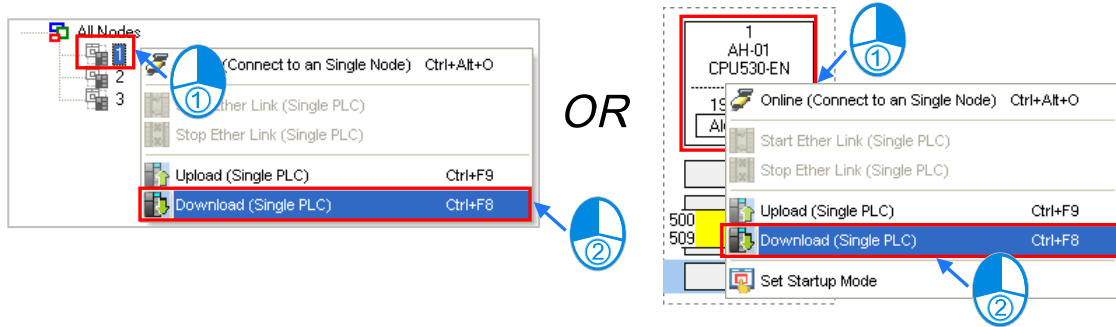 All Nodes
1
2
3
(Connect to an Single Node) Ctrl+Alt+O
Ether Link (Single PLC)
Stop Ether Link (Single PLC)
Upload (Single PLC) Ctrl+F9
Download (Single PLC) Ctrl+F8
1
2
OR
1
AH-01
CPU530-EN
19
1
Online (Connect to an Single Node) Ctrl+Alt+O
Start Ether Link (Single PLC)
Stop Ether Link (Single PLC)
Upload (Single PLC) Ctrl+F9
500
509
Download (Single PLC) Ctrl+F8
Set Startup Mode
2